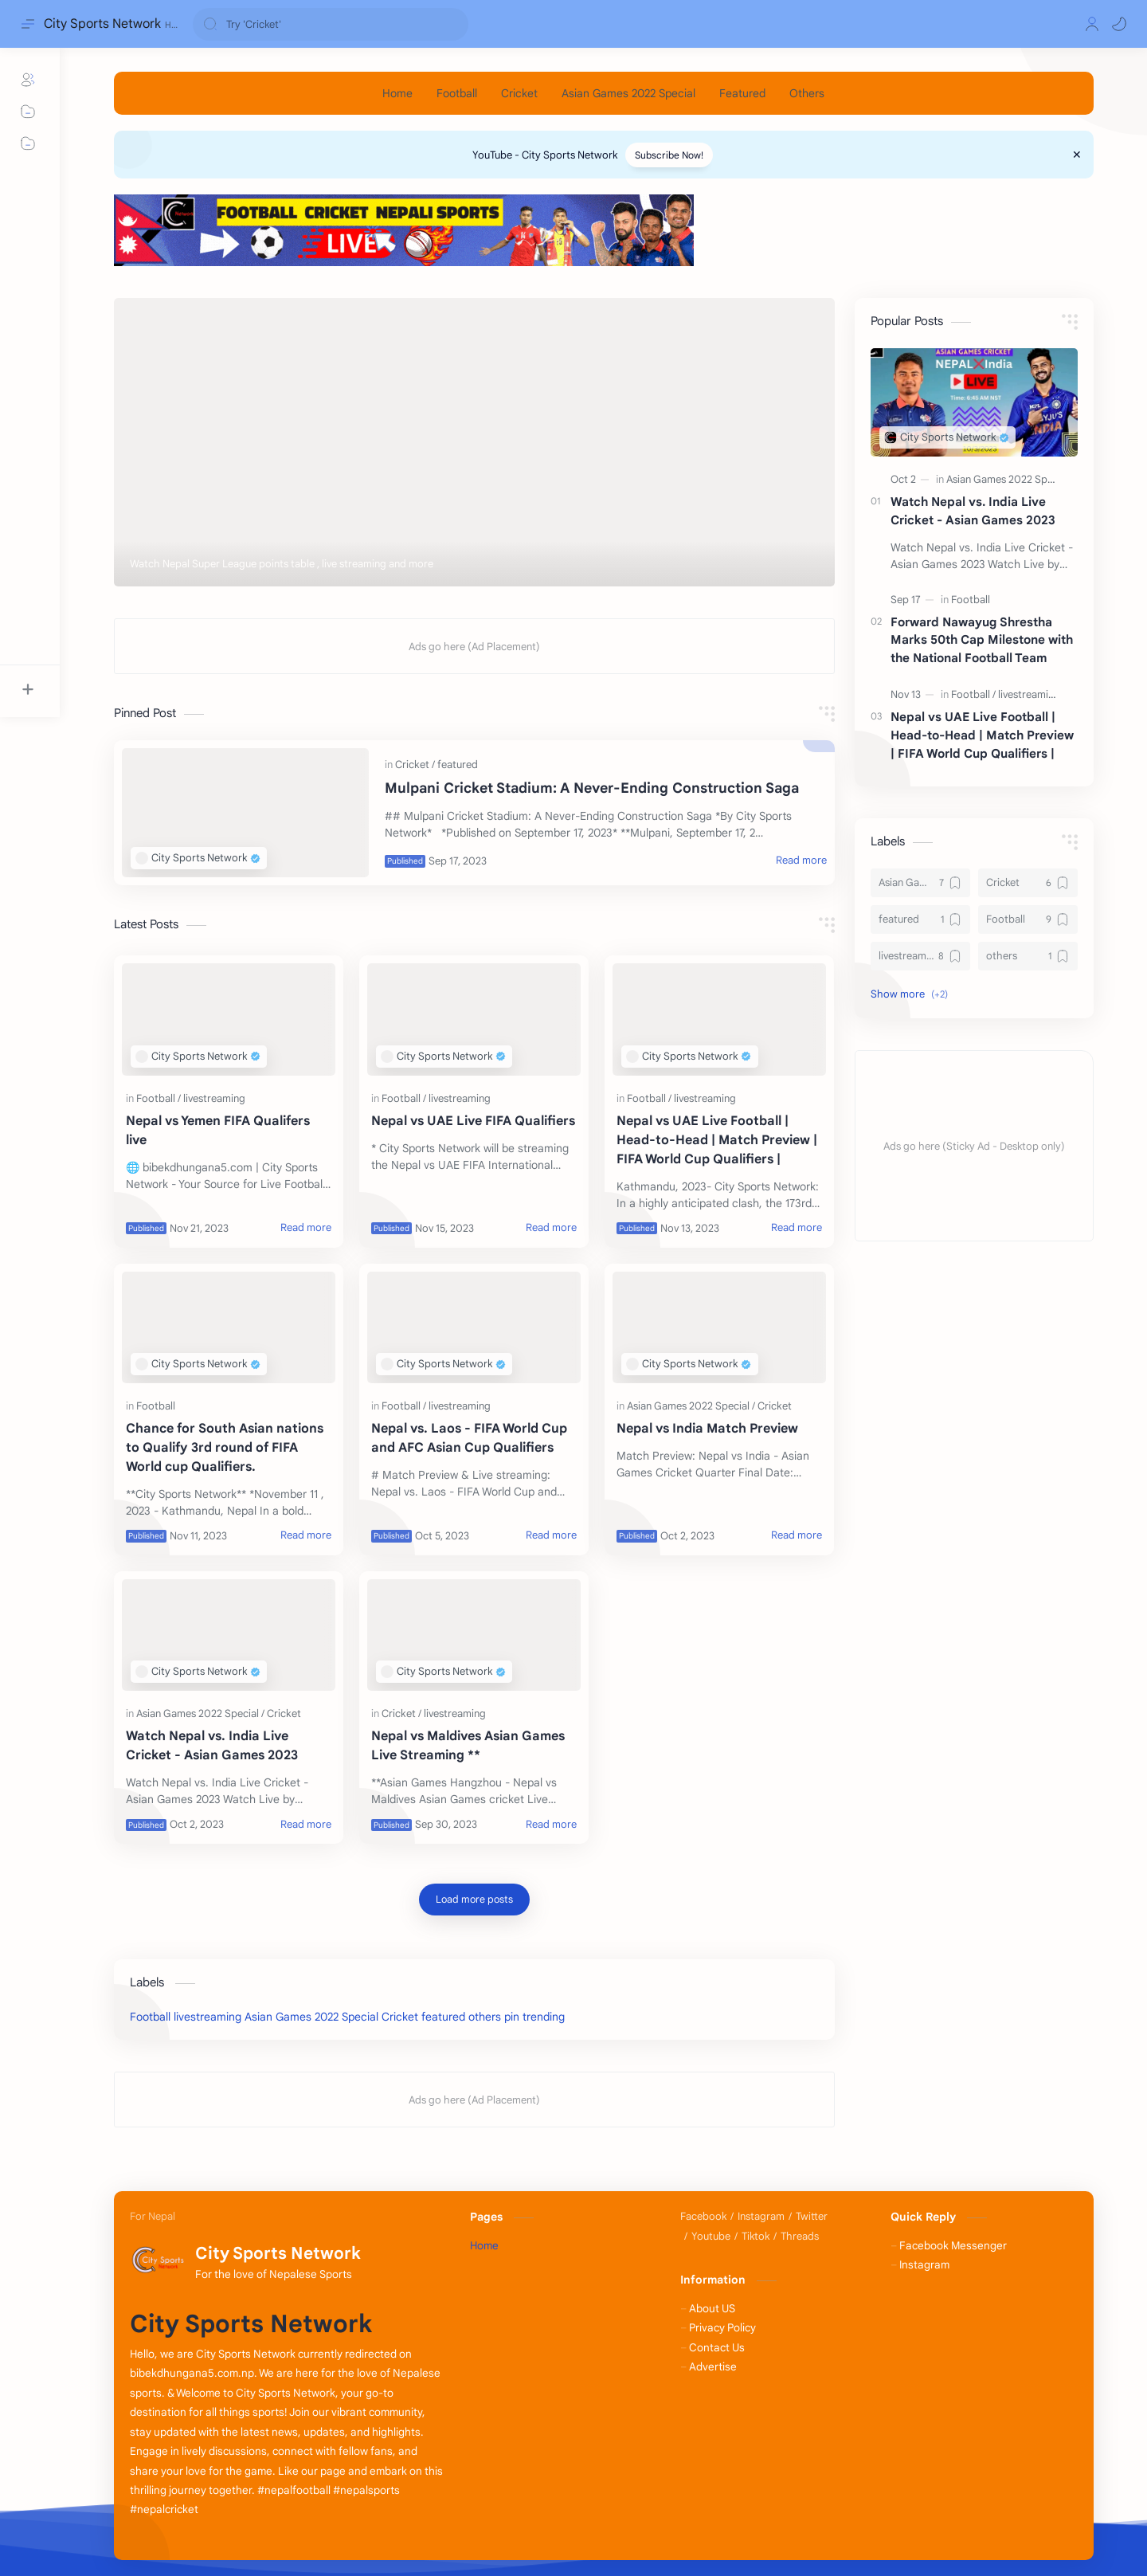 City Sports Network H...
Try 'Cricket'
Home Football Cricket Asian Games 2022 Special Featured Others
YouTube - City Sports Network Subscribe Now!
FOOTBALL CRICKET NEPALI SPORTS
LIVE
Watch Nepal Super League points table , live streaming and more
Ads go here (Ad Placement)
Pinned Post
City Sports Network
in Cricket / featured
Mulpani Cricket Stadium: A Never-Ending Construction Saga
## Mulpani Cricket Stadium: A Never-Ending Construction Saga *By City Sports
Network* *Published on September 17, 2023* **Mulpani, September 17, 2...
Published Sep 17, 2023 Read more
Latest Posts
City Sports Network
in Football / livestreaming
Nepal vs Yemen FIFA Qualifers
live
🌐 bibekdhungana5.com | City Sports
Network - Your Source for Live Footbal...
Published Nov 21, 2023 Read more
City Sports Network
in Football / livestreaming
Nepal vs UAE Live FIFA Qualifiers
* City Sports Network will be streaming
the Nepal vs UAE FIFA International...
Published Nov 15, 2023 Read more
City Sports Network
in Football / livestreaming
Nepal vs UAE Live Football |
Head-to-Head | Match Preview |
FIFA World Cup Qualifiers |
Kathmandu, 2023- City Sports Network:
In a highly anticipated clash, the 173rd...
Published Nov 13, 2023 Read more
City Sports Network
in Football
Chance for South Asian nations
to Qualify 3rd round of FIFA
World cup Qualifiers.
**City Sports Network** *November 11 ,
2023 - Kathmandu, Nepal In a bold...
Published Nov 11, 2023 Read more
City Sports Network
in Football / livestreaming
Nepal vs. Laos - FIFA World Cup
and AFC Asian Cup Qualifiers
# Match Preview & Live streaming:
Nepal vs. Laos - FIFA World Cup and...
Published Oct 5, 2023 Read more
City Sports Network
in Asian Games 2022 Special / Cricket
Nepal vs India Match Preview
Match Preview: Nepal vs India - Asian
Games Cricket Quarter Final Date:...
Published Oct 2, 2023 Read more
City Sports Network
in Asian Games 2022 Special / Cricket
Watch Nepal vs. India Live
Cricket - Asian Games 2023
Watch Nepal vs. India Live Cricket -
Asian Games 2023 Watch Live by...
Published Oct 2, 2023 Read more
City Sports Network
in Cricket / livestreaming
Nepal vs Maldives Asian Games
Live Streaming **
**Asian Games Hangzhou - Nepal vs
Maldives Asian Games cricket Live...
Published Sep 30, 2023 Read more
Load more posts
Labels
Football livestreaming Asian Games 2022 Special Cricket featured others pin trending
Ads go here (Ad Placement)
Popular Posts
ASIAN GAMES CRICKET
NEPAL❌India
LIVE
Time: 6:45 AM NST
City Sports Network
Oct 2 — in Asian Games 2022 Sp...
01 Watch Nepal vs. India Live
Cricket - Asian Games 2023
Watch Nepal vs. India Live Cricket -
Asian Games 2023 Watch Live by...
Sep 17 — in Football
02 Forward Nawayug Shrestha
Marks 50th Cap Milestone with
the National Football Team
Nov 13 — in Football / livestreami...
03 Nepal vs UAE Live Football |
Head-to-Head | Match Preview
| FIFA World Cup Qualifiers |
Labels
Asian Ga... 7 Cricket 6
featured 1 Football 9
livestream... 8 others 1
Show more (+2)
Ads go here (Sticky Ad - Desktop only)
For Nepal
City Sports
City Sports Network
For the love of Nepalese Sports
City Sports Network
Hello, we are City Sports Network currently redirected on
bibekdhungana5.com.np. We are here for the love of Nepalese
sports. & Welcome to City Sports Network, your go-to
destination for all things sports! Join our vibrant community,
stay updated with the latest news, updates, and highlights.
Engage in lively discussions, connect with fellow fans, and
share your love for the game. Like our page and embark on this
thrilling journey together. #nepalfootball #nepalsports
#nepalcricket
Pages
Home
Facebook / Instagram / Twitter
/ Youtube / Tiktok / Threads
Information
About US
Privacy Policy
Contact Us
Advertise
Quick Reply
Facebook Messenger
Instagram